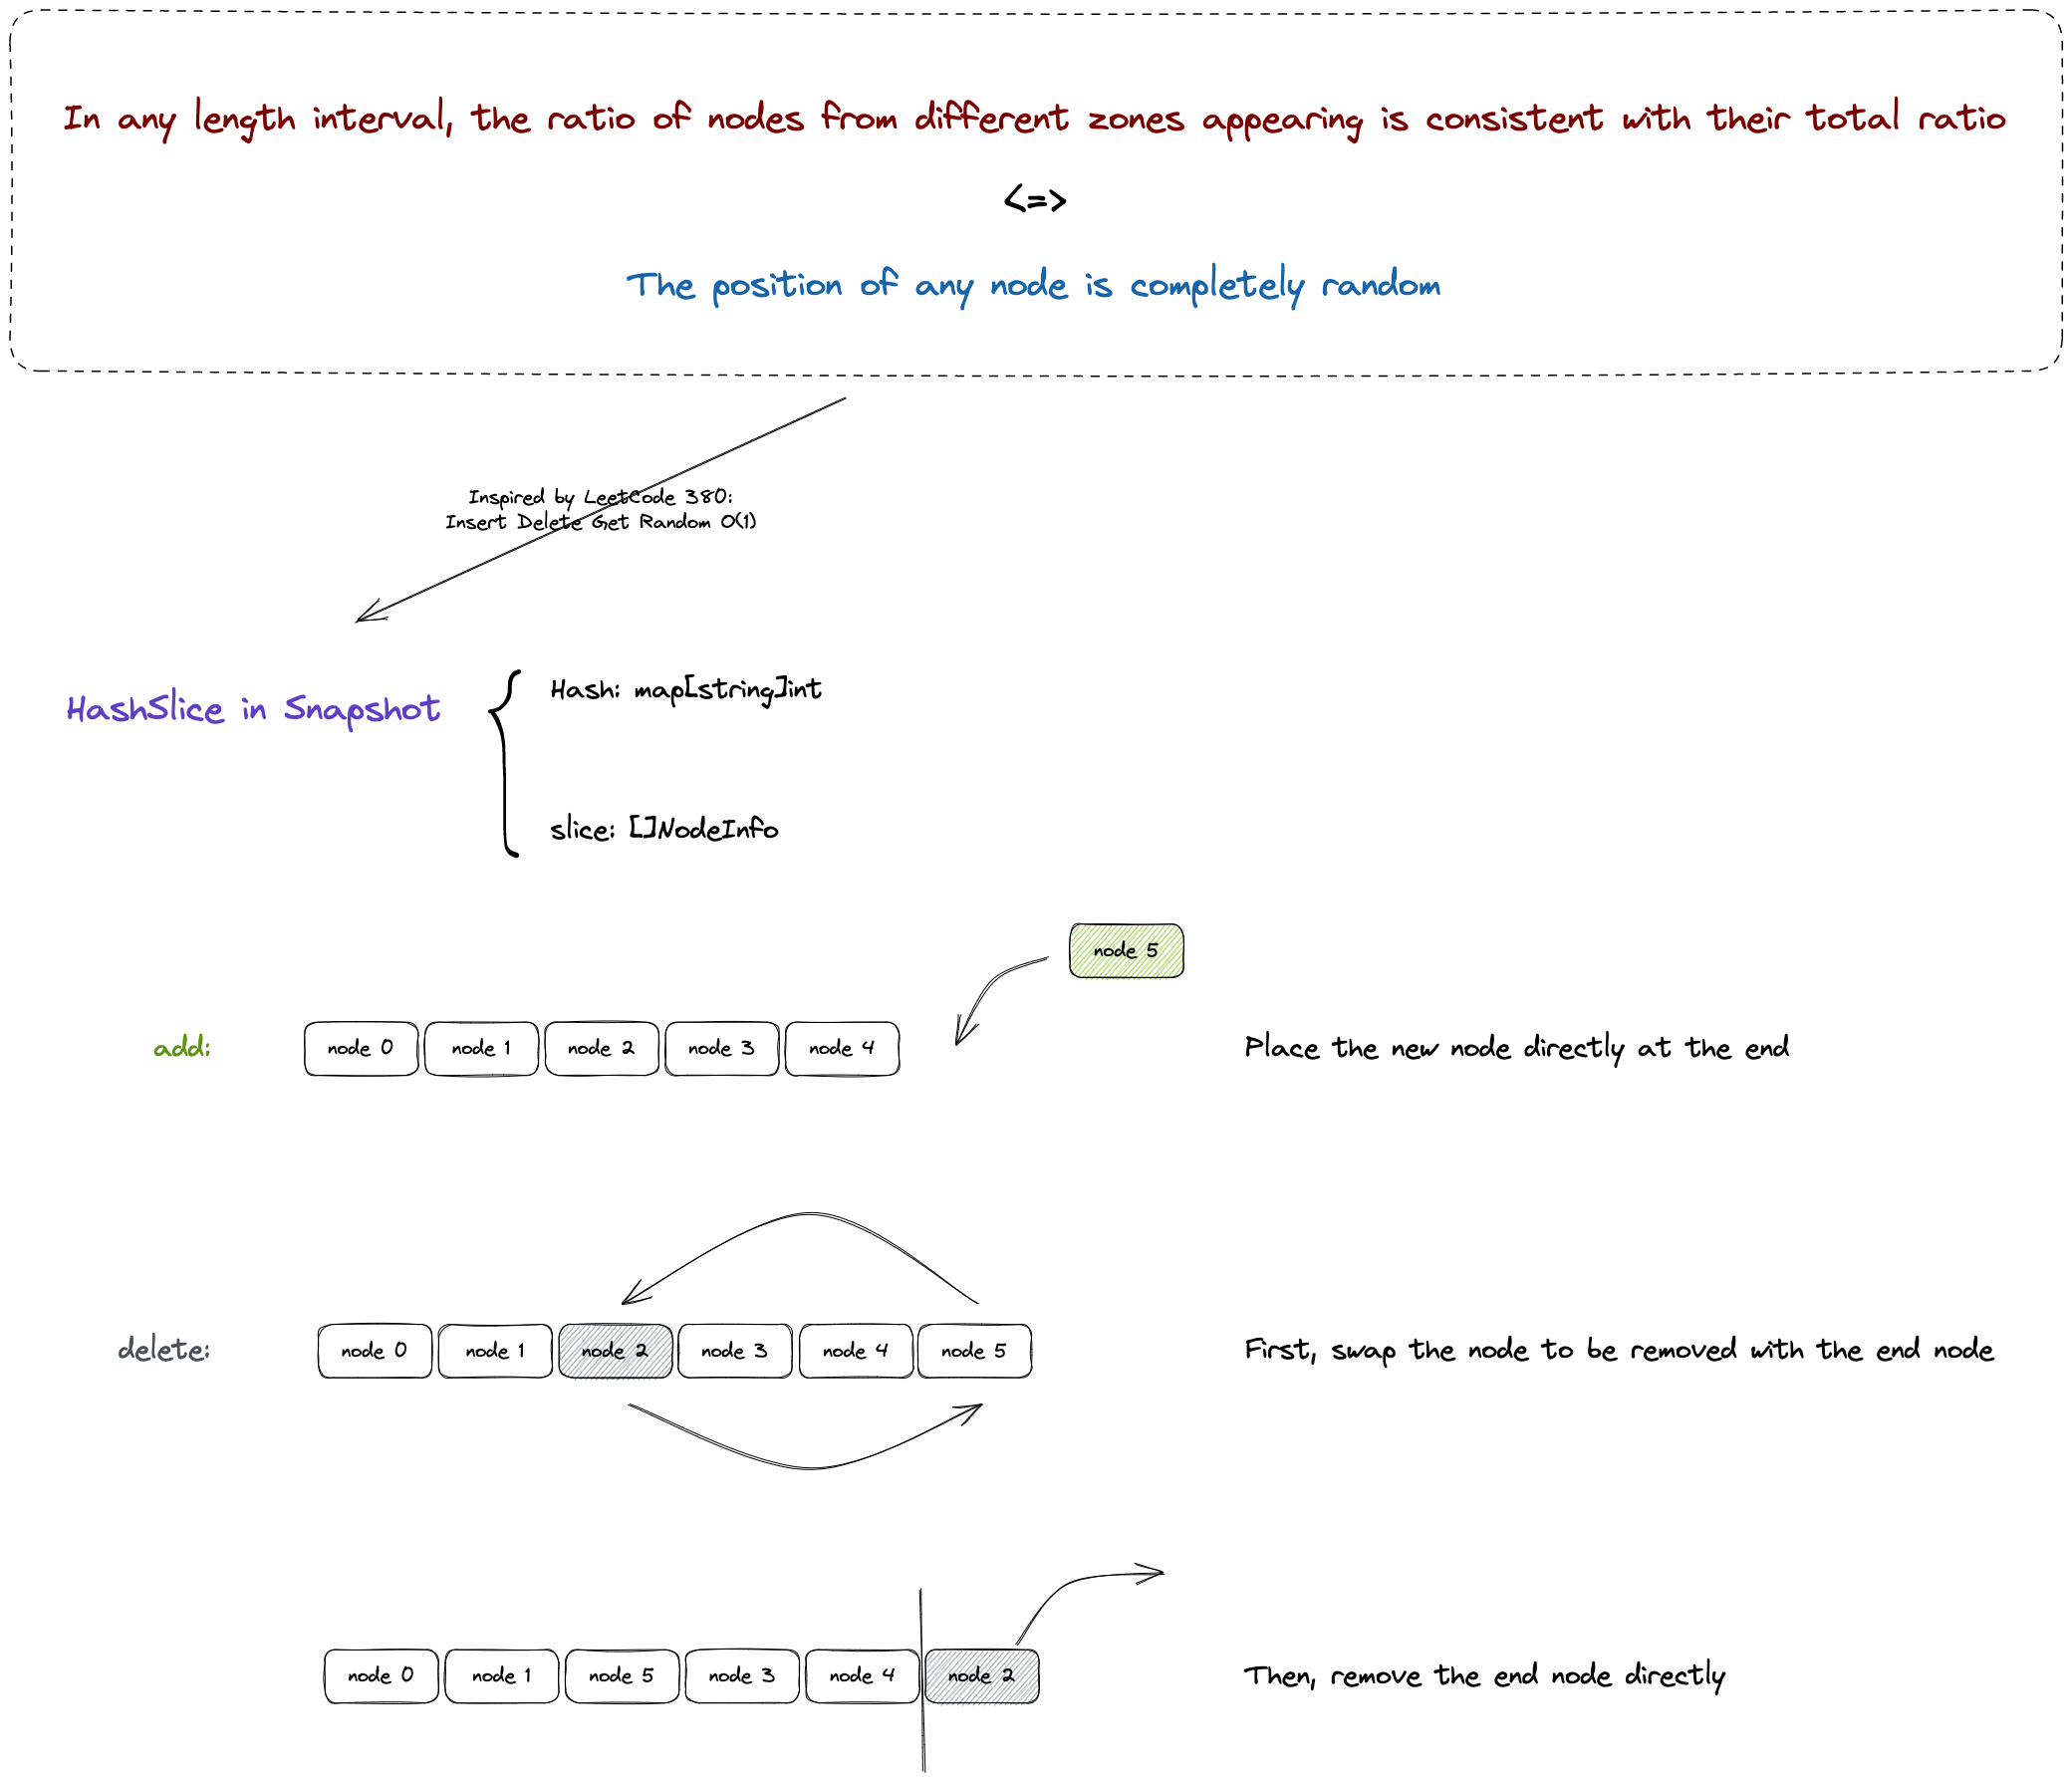 In any length interval, the ratio of nodes from different zones appearing is consistent with their total ratio
<=>
The position of any node is completely random
Inspired by LeetCode 380:
Insert Delete Get Random O(1)
HashSlice in Snapshot
Hash: map[string]int
slice: []NodeInfo
node 5
add:
node 0
node 1
node 2
node 3
node 4
Place the new node directly at the end
delete:
node 0
node 1
node 2
node 3
node 4
node 5
First, swap the node to be removed with the end node
node 0
node 1
node 5
node 3
node 4
node 2
Then, remove the end node directly